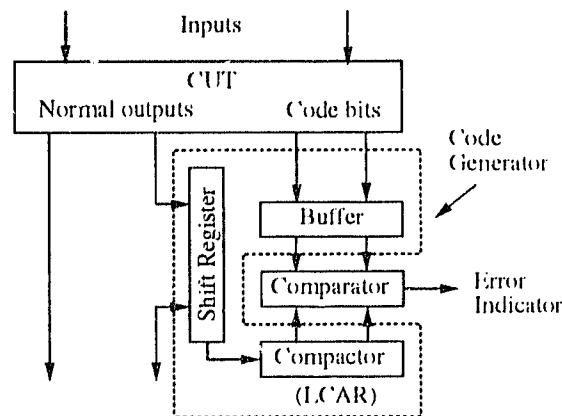 Inputs
CUT
Normal outputs Code bits
Code
Generator
Buffer
Shift Register
Comparator
Error
Indicator
Compactor
(LCAR)